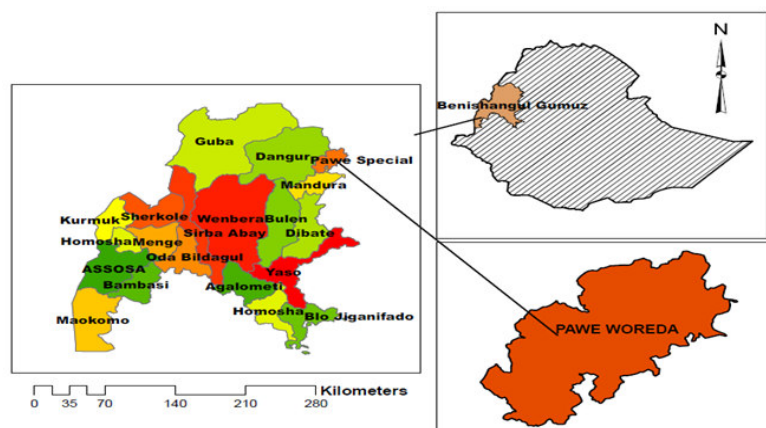 N
Benishangul Gumuz
Guba
Dangur
Pawe Special
Mandura
Kurmuk
Sherkole
Wenbera
Bulen
Homosha
Menge
Sirba Abay
Dibate
ASSOSA
Oda Bildagul
Yaso
Bambasi
Agalometi
Maokomo
Homosha
Blo Jiganifado
PAWE WOREDA
Kilometers
0 35 70 140 210 280